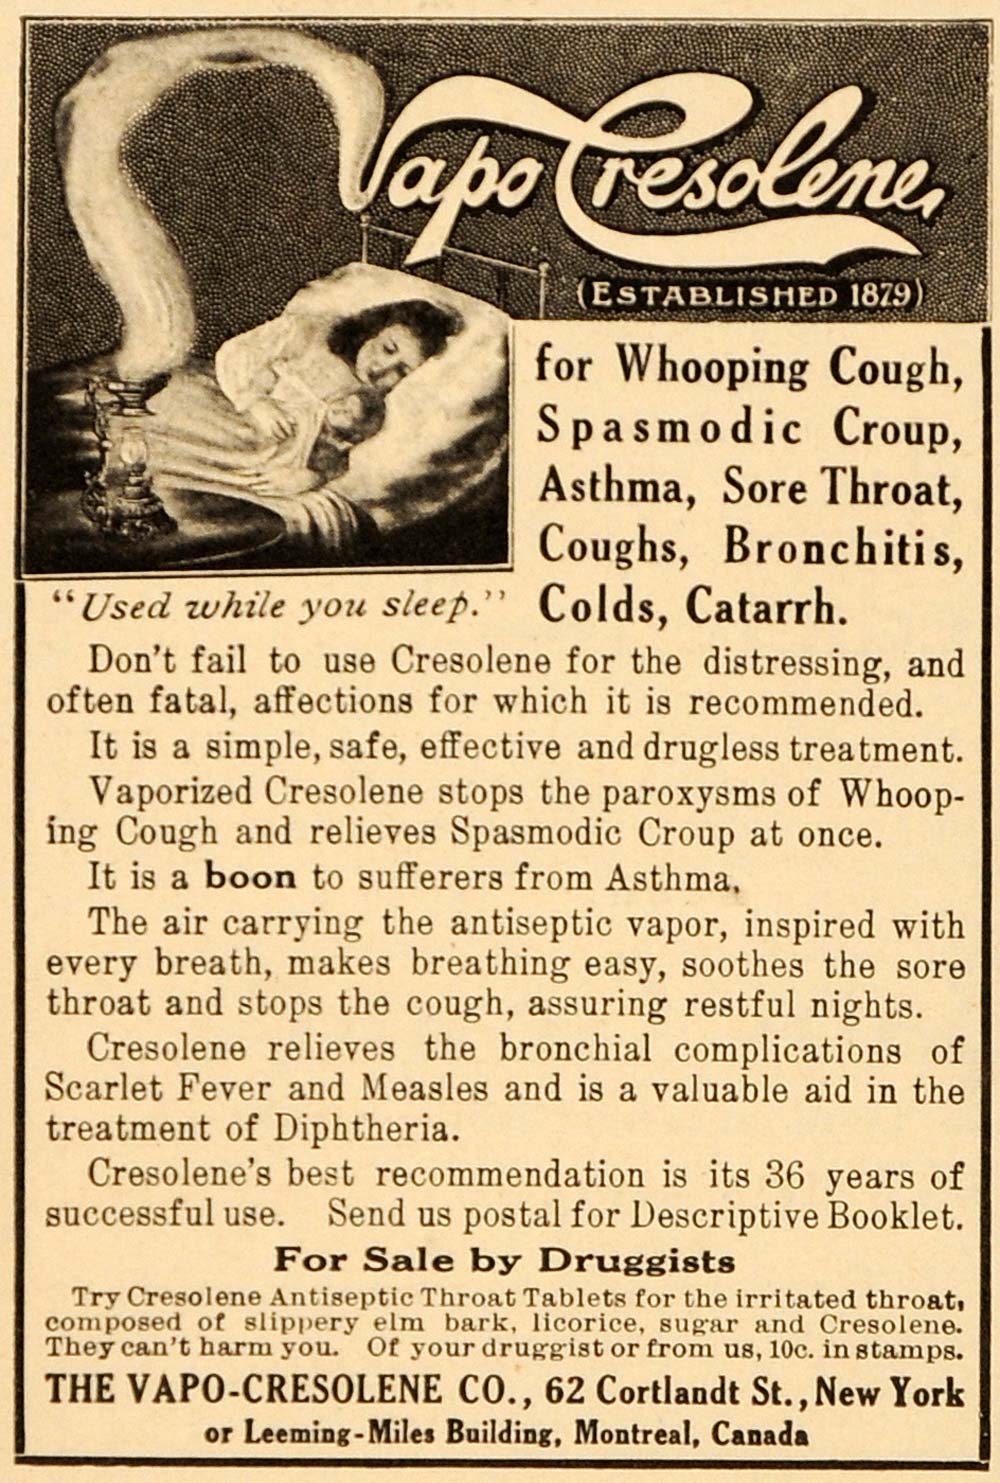 Vapo Cresolene,
(ESTABLISHED 1879)
for Whooping Cough,
Spasmodic Croup,
Asthma, Sore Throat,
Coughs, Bronchitis,
"Used while you sleep." Colds, Catarrh.
Don't fail to use Cresolene for the distressing, and
often fatal, affections for which it is recommended.
It is a simple, safe, effective and drugless treatment.
Vaporized Cresolene stops the paroxysms of Whoop-
ing Cough and relieves Spasmodic Croup at once.
It is a boon to sufferers from Asthma.
The air carrying the antiseptic vapor, inspired with
every breath, makes breathing easy, soothes the sore
throat and stops the cough, assuring restful nights.
Cresolene relieves the bronchial complications of
Scarlet Fever and Measles and is a valuable aid in the
treatment of Diphtheria.
Cresolene's best recommendation is its 36 years of
successful use. Send us postal for Descriptive Booklet.
For Sale by Druggists
Try Cresolene Antiseptic Throat Tablets for the irritated throat,
composed of slippery elm bark, licorice, sugar and Cresolene.
They can't harm you. Of your druggist or from us, 10c. in stamps.
THE VAPO-CRESOLENE CO., 62 Cortlandt St., New York
or Leeming-Miles Building, Montreal, Canada